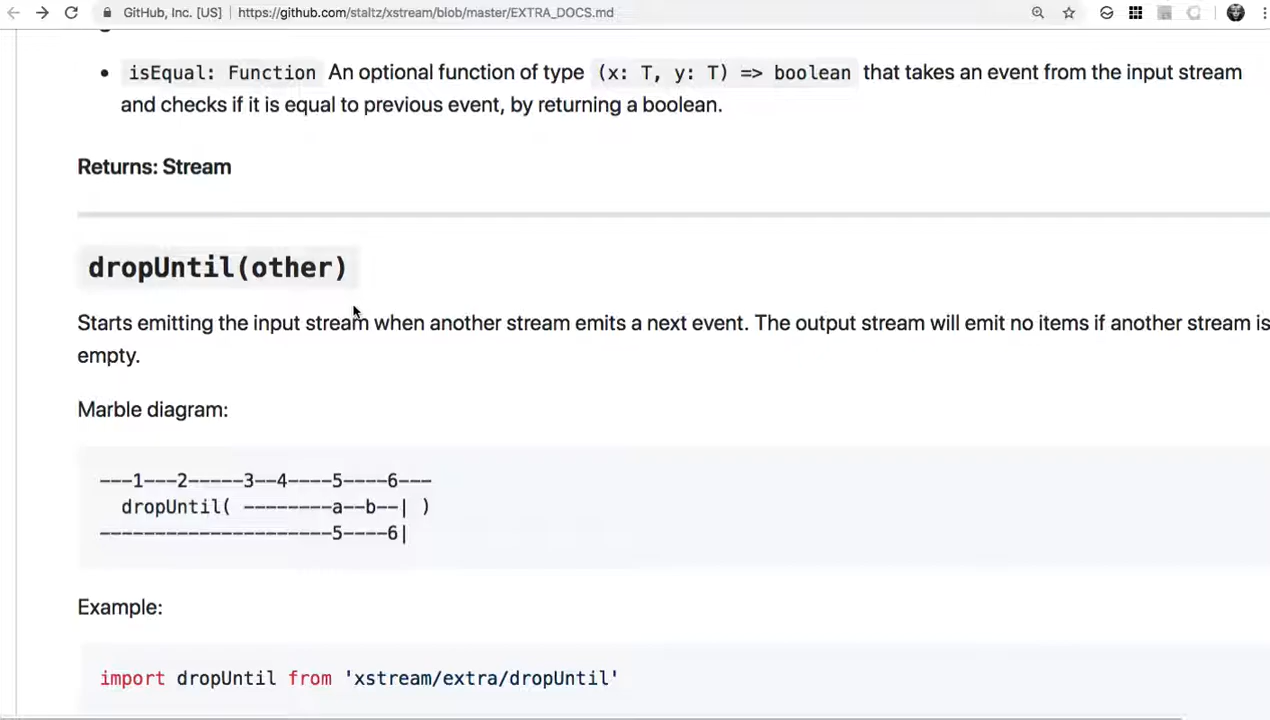 GitHub, Inc. [US] | https://github.com/staltz/xstream/blob/master/EXTRA_DOCS.md
• isEqual: Function An optional function of type (x: T, y: T) => boolean that takes an event from the input stream
and checks if it is equal to previous event, by returning a boolean.
Returns: Stream
dropUntil(other)
Starts emitting the input stream when another stream emits a next event. The output stream will emit no items if another stream is
empty.
Marble diagram:
---1---2-----3--4----5----6---
dropUntil( --------a--b--| )
---------------------5----6|
Example:
import dropUntil from 'xstream/extra/dropUntil'